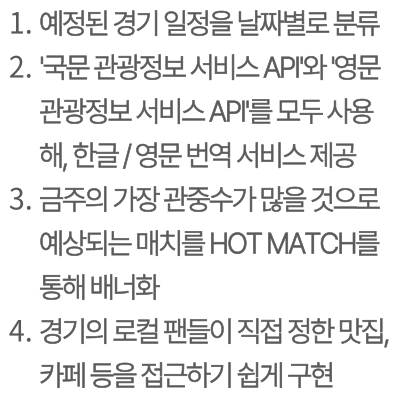 1. 예정된 경기 일정을 날짜별로 분류
2. '국문 관광정보 서비스 API'와 '영문
관광정보 서비스 API'를 모두 사용
해, 한글 / 영문 번역 서비스 제공
3. 금주의 가장 관중수가 많을 것으로
예상되는 매치를 HOT MATCH를
통해 배너화
4. 경기의 로컬 팬들이 직접 정한 맛집,
카페 등을 접근하기 쉽게 구현